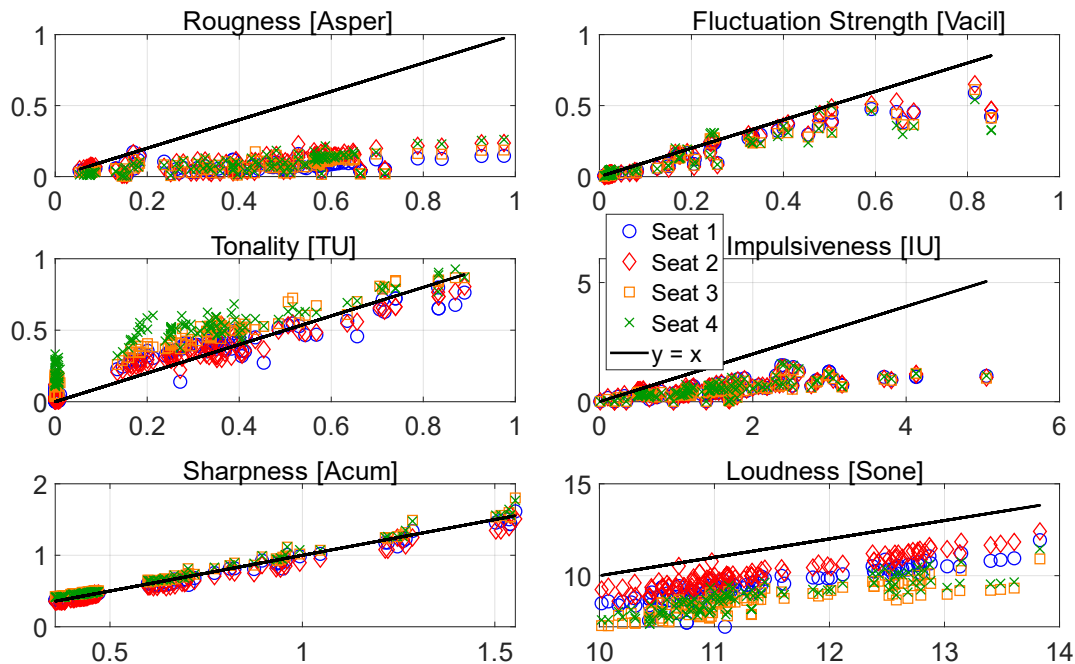 Rougness [Asper]
1
0.5
0
0 0.2 0.4 0.6 0.8 1
Fluctuation Strength [Vacil]
1
0.5
0
0 0.2 0.4 0.6 0.8 1
Tonality [TU]
1
0.5
0
0 0.2 0.4 0.6 0.8 1
Impulsiveness [IU]
5
0
0 2 4 6
Seat 1
Seat 2
Seat 3
Seat 4
y = x
Sharpness [Acum]
2
1
0
0.5 1 1.5
Loudness [Sone]
15
10
10 11 12 13 14